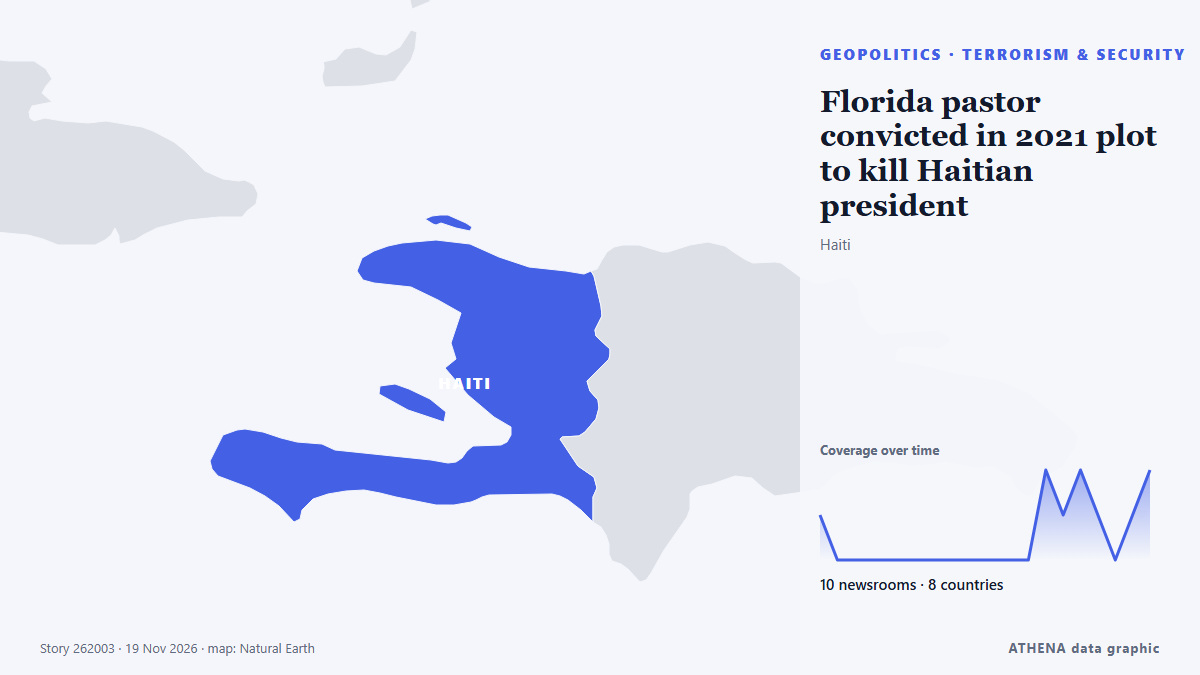 GEOPOLITICS · TERRORISM & SECURITY
Florida pastor
convicted in 2021 plot
to kill Haitian
president
Haiti
HAITI
Coverage over time
10 newsrooms · 8 countries
Story 262003 · 19 Nov 2026 · map: Natural Earth
ATHENA data graphic